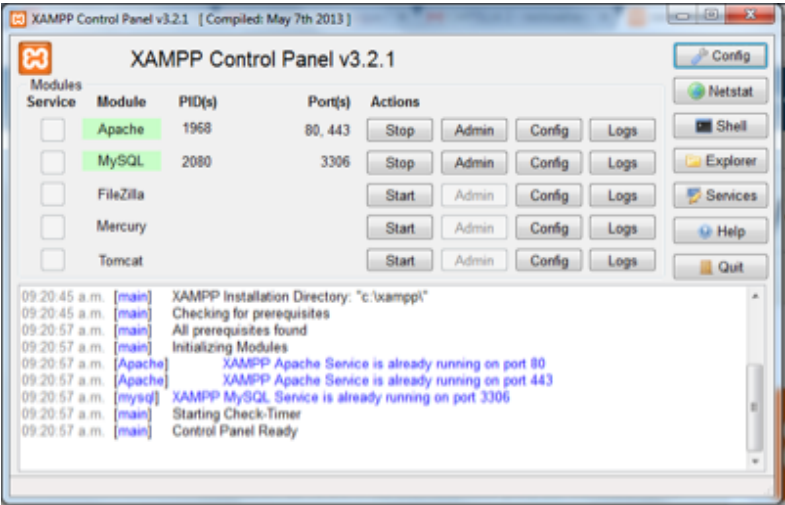 XAMPP Control Panel v3.2.1 [ Compiled: May 7th 2013 ]
XAMPP Control Panel v3.2.1
Config
Modules
Service Module PID(s) Port(s) Actions
Netstat
Apache 1968 80, 443 Stop Admin Config Logs
Shell
MySQL 2080 3306 Stop Admin Config Logs
Explorer
FileZilla Start Admin Config Logs
Services
Mercury Start Admin Config Logs
Help
Tomcat Start Admin Config Logs
Quit
09:20:45 a.m. [main] XAMPP Installation Directory: "c:\xampp\"
09:20:45 a.m. [main] Checking for prerequisites
09:20:57 a.m. [main] All prerequisites found
09:20:57 a.m. [main] Initializing Modules
09:20:57 a.m. [Apache] XAMPP Apache Service is already running on port 80
09:20:57 a.m. [Apache] XAMPP Apache Service is already running on port 443
09:20:57 a.m. [mysql] XAMPP MySQL Service is already running on port 3306
09:20:57 a.m. [main] Starting Check-Timer
09:20:57 a.m. [main] Control Panel Ready